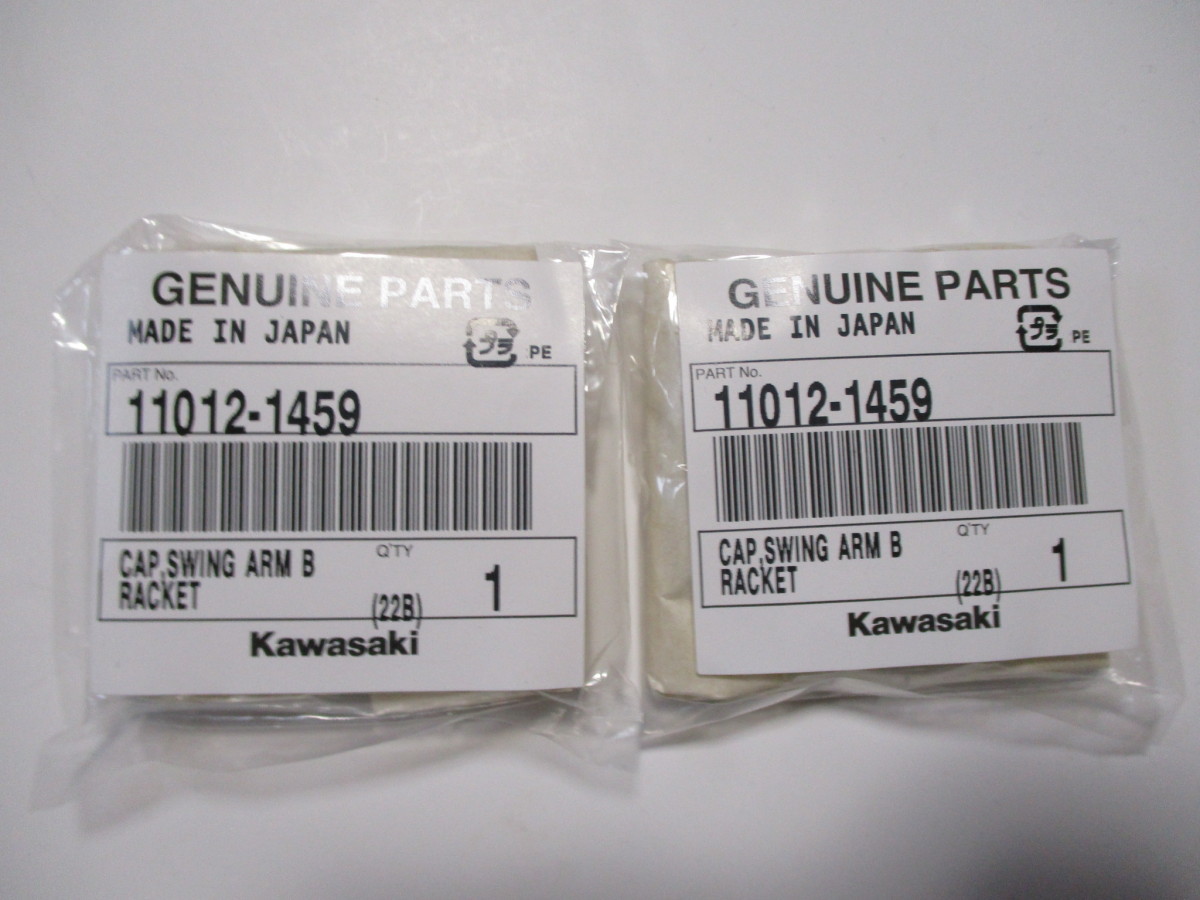 GENUINE PARTS
MADE IN JAPAN
プラ
PE
PART No.
11012-1459
CAP,SWING ARM B
RACKET
Q'TY
(22B)
1
Kawasaki
GENUINE PARTS
MADE IN JAPAN
プラ
PE
PART No.
11012-1459
CAP,SWING ARM B
RACKET
Q'TY
(22B)
1
Kawasaki